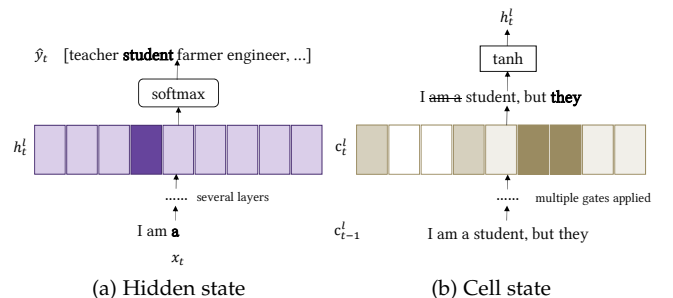 ŷ_t [teacher student farmer engineer, ...]
softmax
h_t^l
...... several layers
I am a
x_t
(a) Hidden state
h_t^l
tanh
I am a student, but they
c_t^l
...... multiple gates applied
c_{t-1}^l I am a student, but they
(b) Cell state